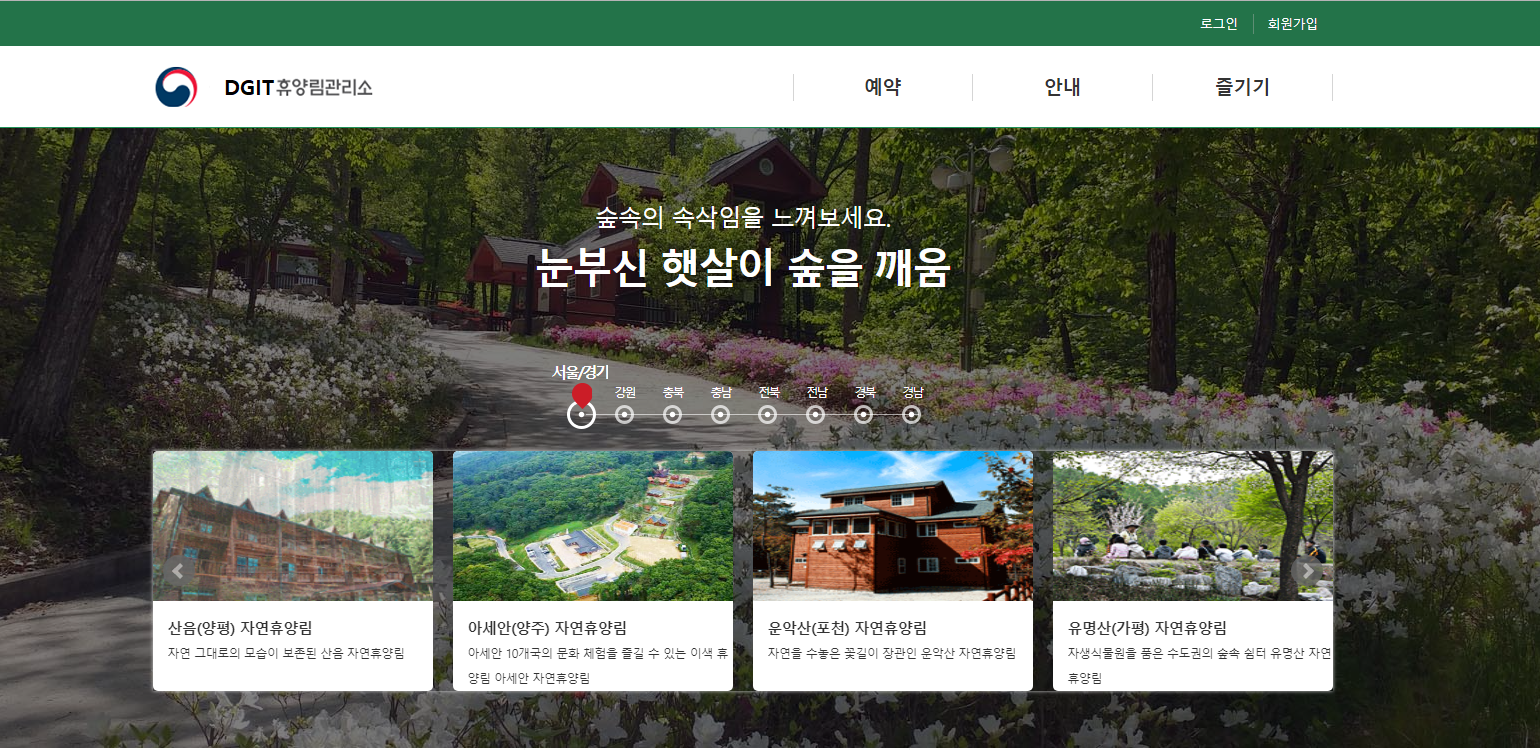 로그인 회원가입
DGIT휴양림관리소 예약 안내 즐기기
숲속의 속삭임을 느껴보세요.
눈부신 햇살이 숲을 깨움
서울/경기 강원 충북 충남 전북 전남 경북 경남
산음(양평) 자연휴양림
자연 그대로의 모습이 보존된 산음 자연휴양림
아세안(양주) 자연휴양림
아세안 10개국의 문화 체험을 즐길 수 있는 이색 휴
양림 아세안 자연휴양림
운악산(포천) 자연휴양림
자연을 수놓은 꽃길이 장관인 운악산 자연휴양림
유명산(가평) 자연휴양림
자생식물원을 품은 수도권의 숲속 쉼터 유명산 자연
휴양림